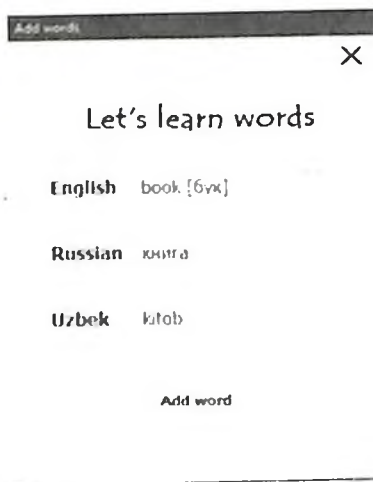 Add words
Let's learn words
English book [бук]
Russian книга
Uzbek kitob
Add word